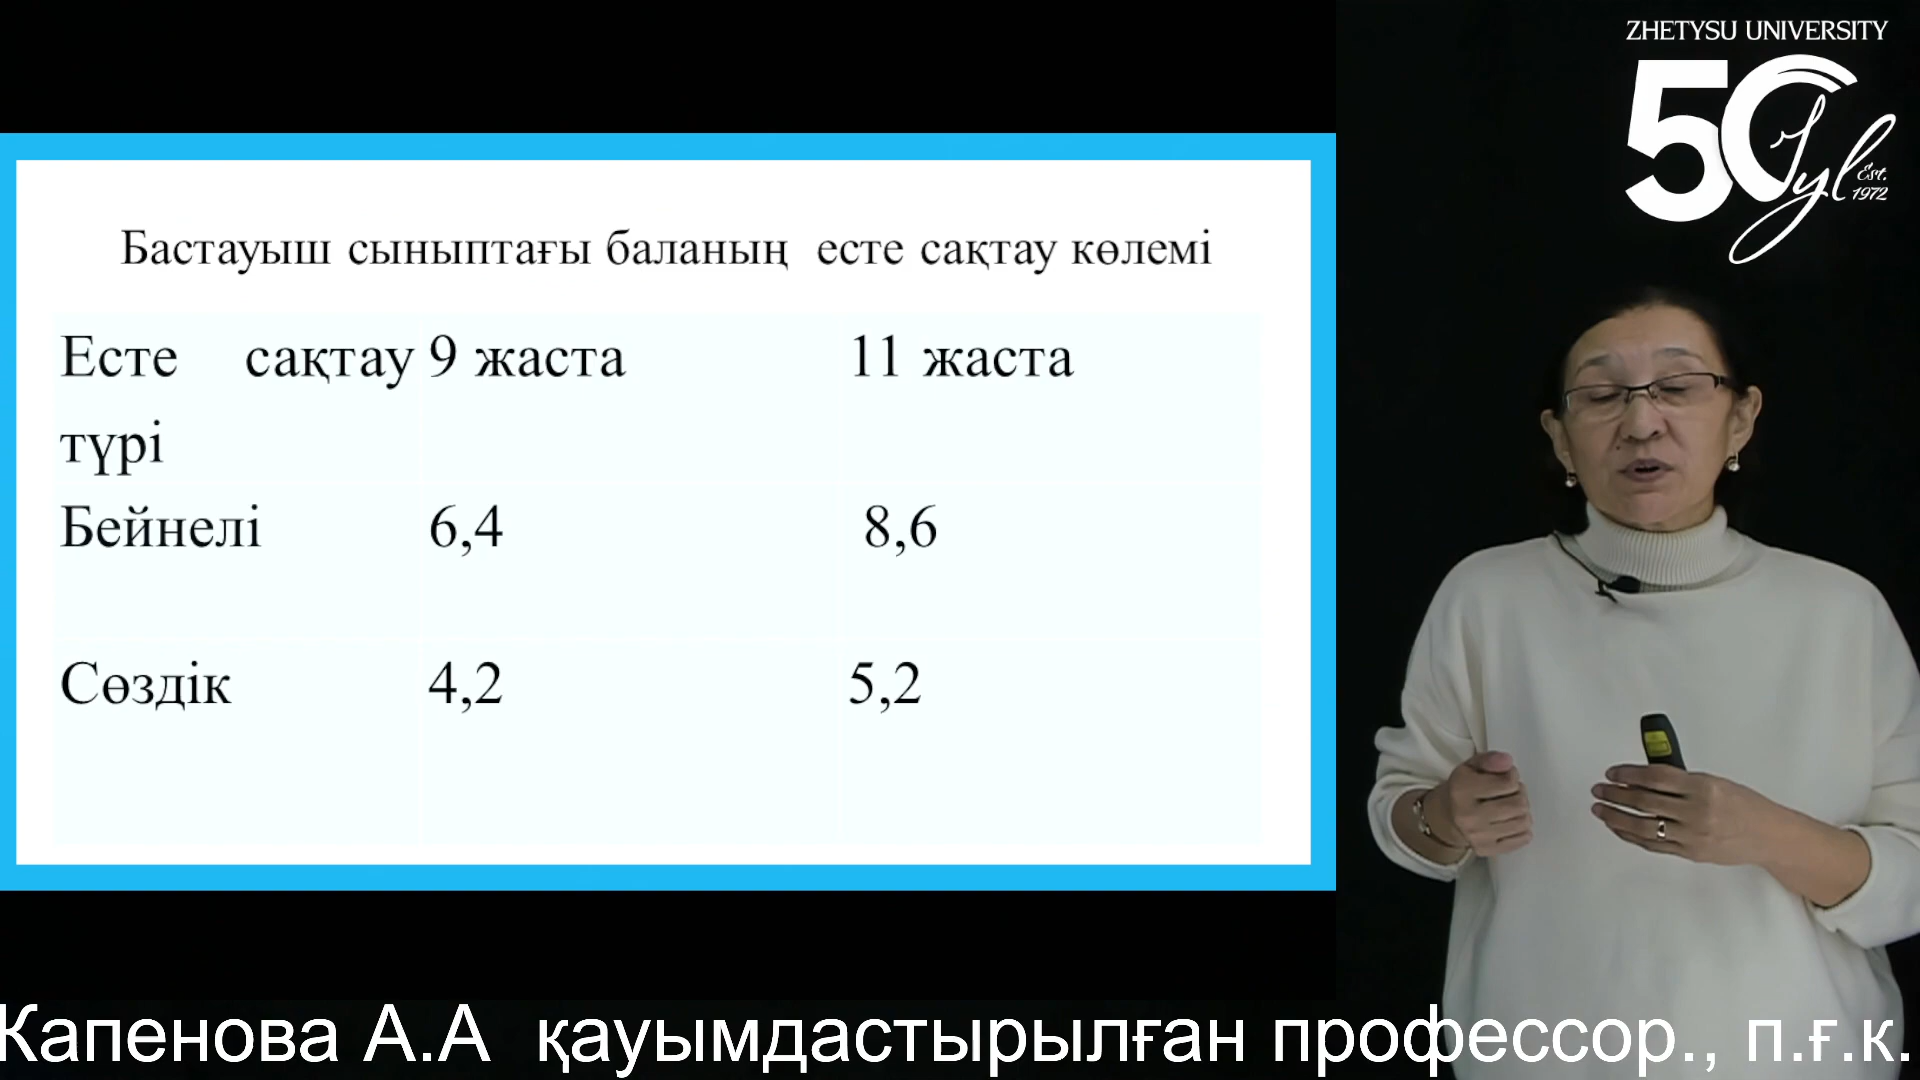 ZHETYSU UNIVERSITY
50 jyl
Est.
1972
Бастауыш сыныптағы баланың есте сақтау көлемі
Есте сақтау 9 жаста 11 жаста
түрі
Бейнелі 6,4 8,6
Сөздік 4,2 5,2
Капенова А.А қауымдастырылған профессор., п.ғ.к.